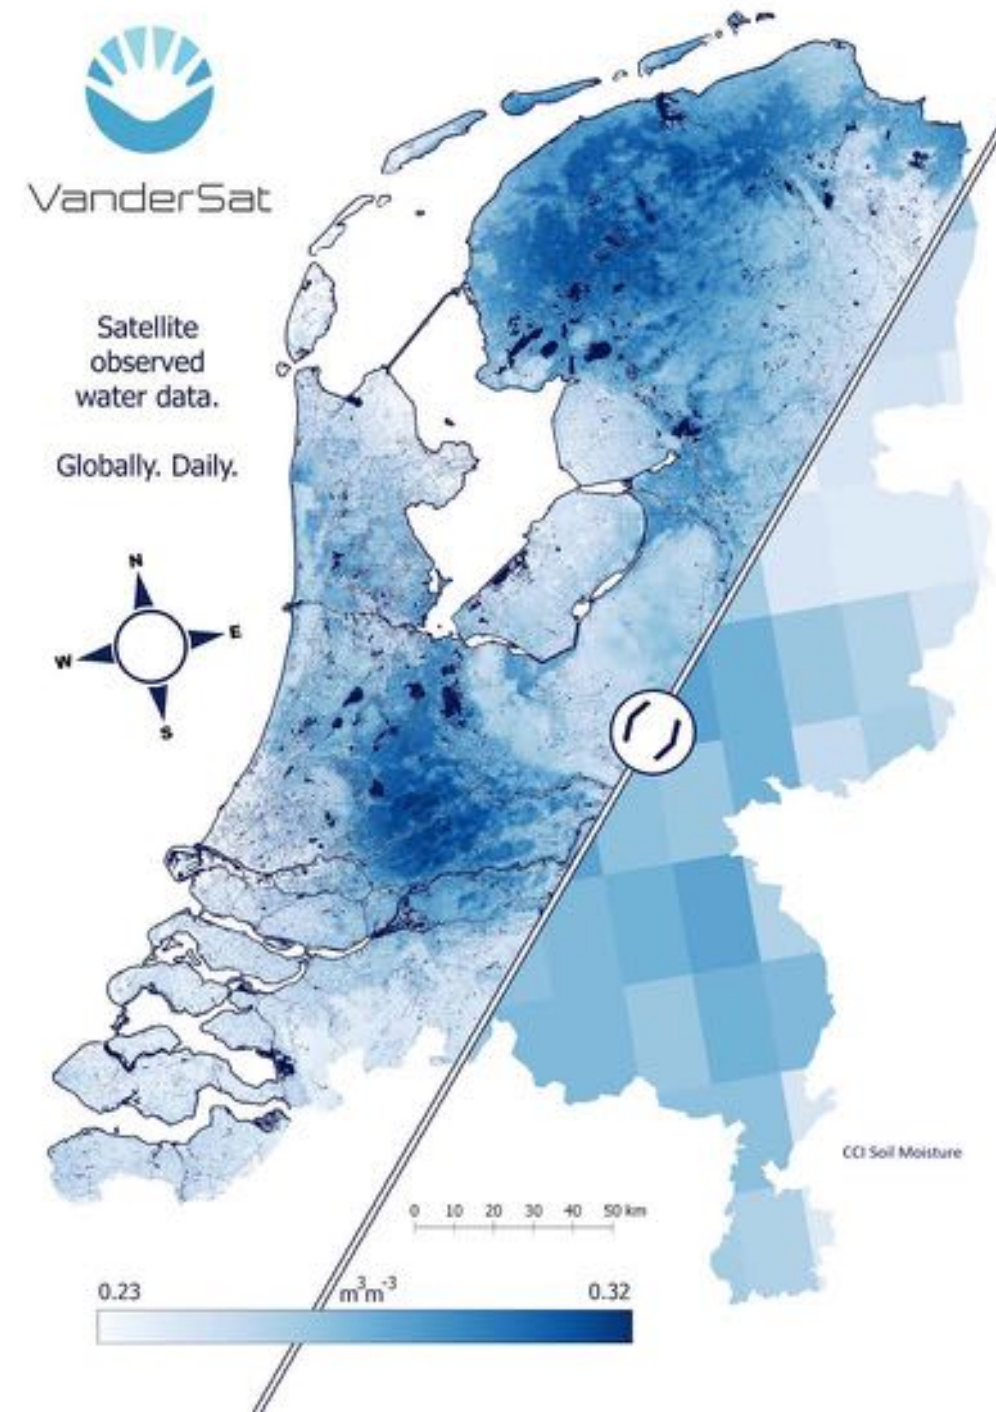 VanderSat
Satellite
observed
water data.
Globally. Daily.
N
W
E
S
CCI Soil Moisture
0 10 20 30 40 50 km
0.23 m³m⁻³ 0.32